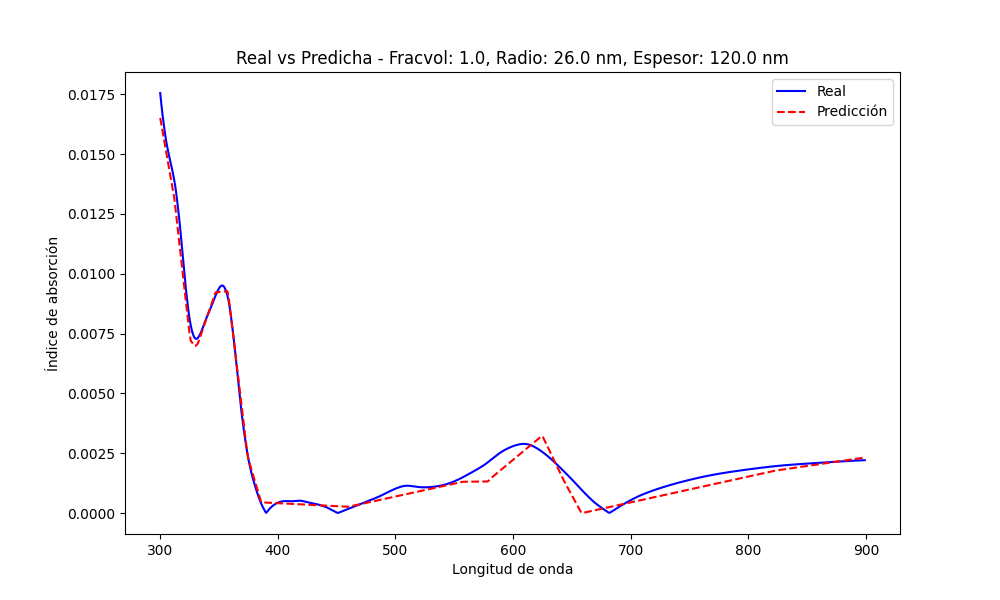 Real vs Predicha - Fracvol: 1.0, Radio: 26.0 nm, Espesor: 120.0 nm
Real
Predicción
Índice de absorción
0.0175
0.0150
0.0125
0.0100
0.0075
0.0050
0.0025
0.0000
300 400 500 600 700 800 900
Longitud de onda